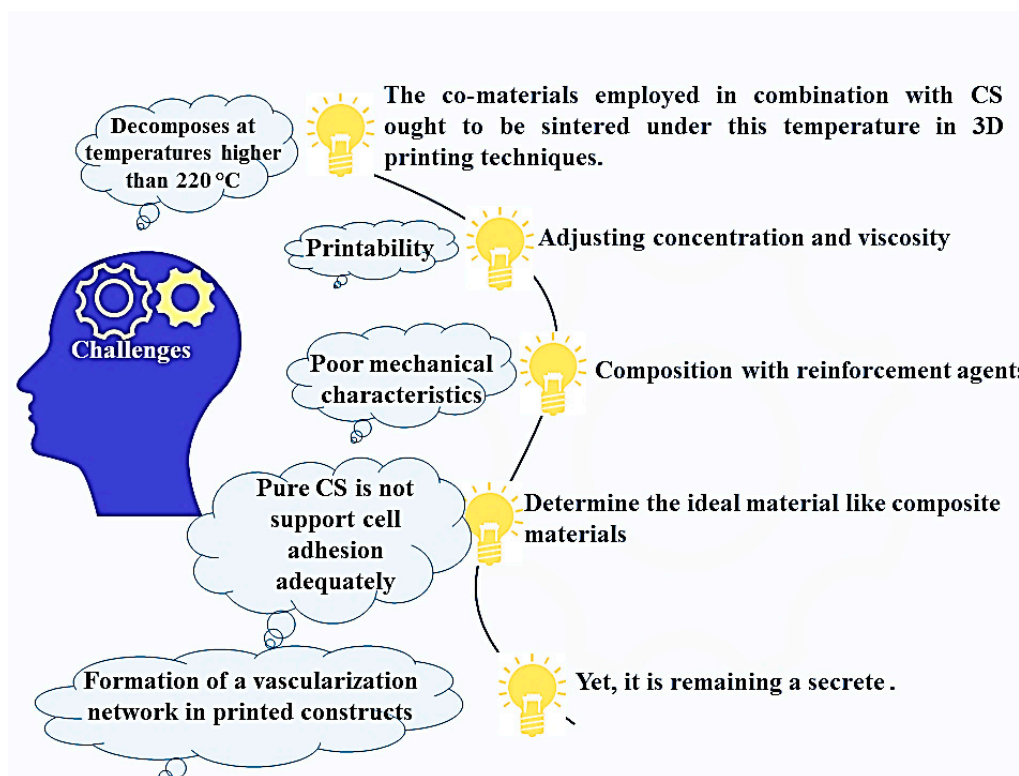 Decomposes at
temperatures higher
than 220 °C
The co-materials employed in combination with CS
ought to be sintered under this temperature in 3D
printing techniques.
Printability
Adjusting concentration and viscosity
Challenges
Poor mechanical
characteristics
Composition with reinforcement agents
Pure CS is not
support cell
adhesion
adequately
Determine the ideal material like composite
materials
Formation of a vascularization
network in printed constructs
Yet, it is remaining a secrete .